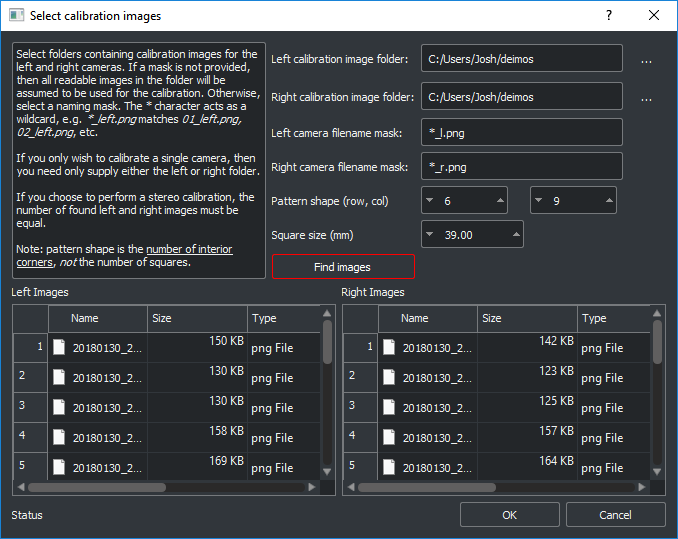 Select calibration images
?
Select folders containing calibration images for the
left and right cameras. If a mask is not provided,
then all readable images in the folder will be
assumed to be used for the calibration. Otherwise,
select a naming mask. The * character acts as a
wildcard, e.g. *_left.png matches 01_left.png,
02_left.png, etc.
If you only wish to calibrate a single camera, then
you need only supply either the left or right folder.
If you choose to perform a stereo calibration, the
number of found left and right images must be
equal.
Note: pattern shape is the number of interior
corners, not the number of squares.
Left calibration image folder: C:/Users/Josh/deimos ...
Right calibration image folder: C:/Users/Josh/deimos ...
Left camera filename mask: *_l.png
Right camera filename mask: *_r.png
Pattern shape (row, col) 6 9
Square size (mm) 39.00
Find images
Left Images
Name Size Type
1 20180130_2... 150 KB png File
2 20180130_2... 130 KB png File
3 20180130_2... 130 KB png File
4 20180130_2... 158 KB png File
5 20180130_2... 169 KB png File
Right Images
Name Size Type
1 20180130_2... 142 KB png File
2 20180130_2... 123 KB png File
3 20180130_2... 125 KB png File
4 20180130_2... 157 KB png File
5 20180130_2... 164 KB png File
Status
OK
Cancel